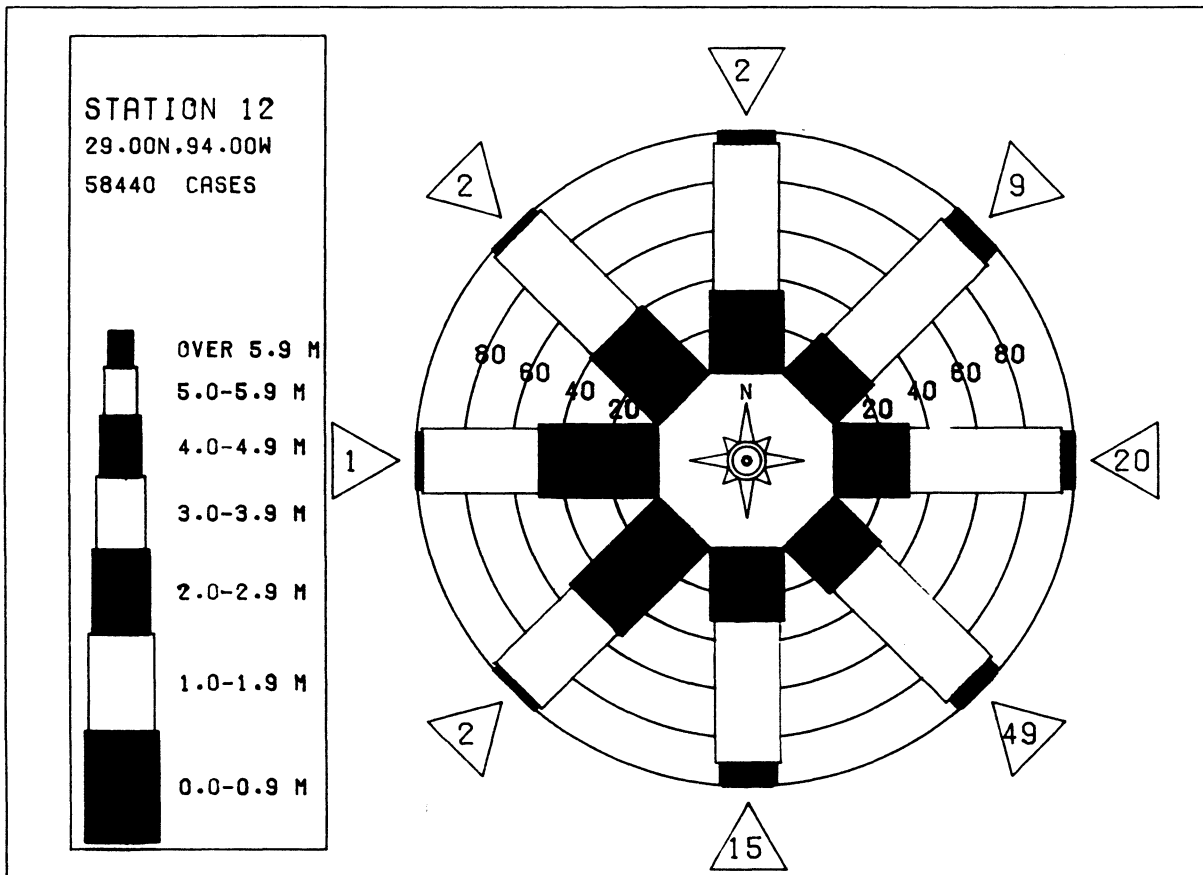 STATION 12
29.00N,94.00W
58440 CASES
OVER 5.9 M
5.0-5.9 M
4.0-4.9 M
3.0-3.9 M
2.0-2.9 M
1.0-1.9 M
0.0-0.9 M
2
2
9
80
60
40
20
20
40
60
80
N
1
20
2
49
15